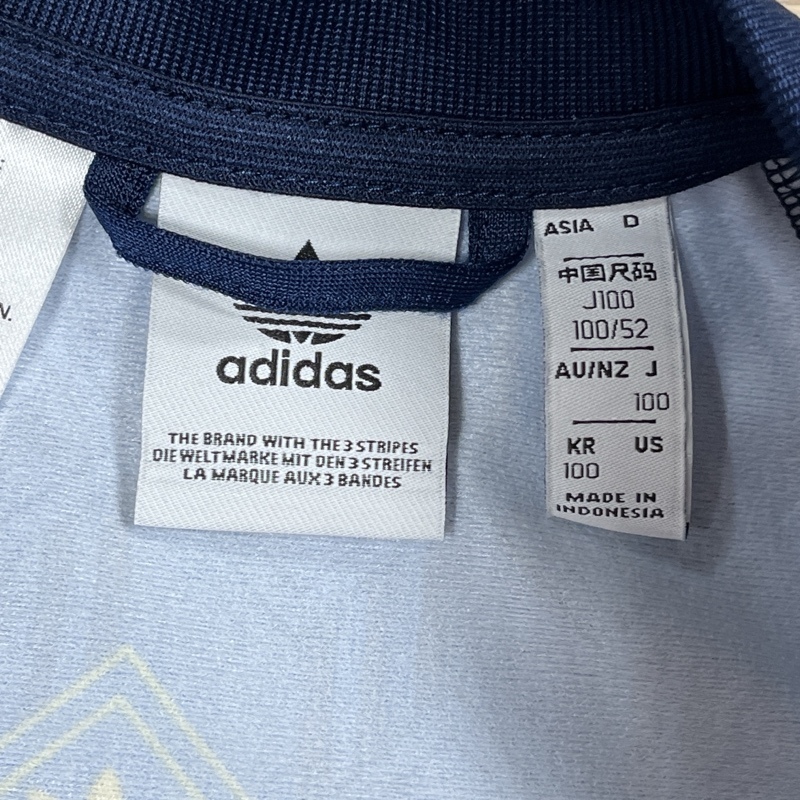 adidas
THE BRAND WITH THE 3 STRIPES
DIE WELTMARKE MIT DEN 3 STREIFEN
LA MARQUE AUX 3 BANDES
ASIA D
中国尺码
J100
100/52
AU/NZ J
100
KR US
100
MADE IN
INDONESIA